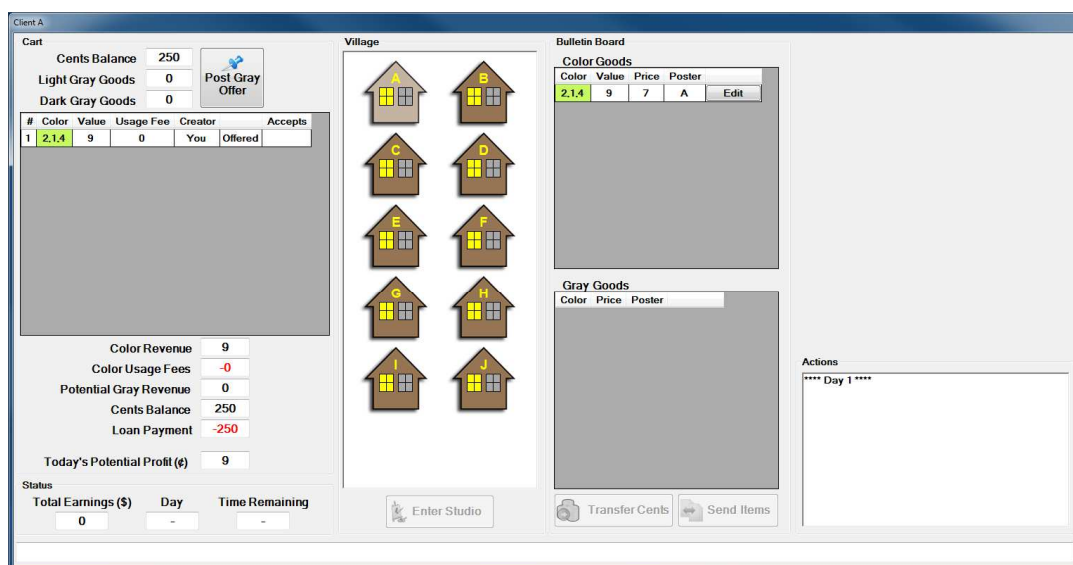 Client A
Cart
Cents Balance 250
Light Gray Goods 0
Dark Gray Goods 0
Post Gray
Offer
# Color Value Usage Fee Creator Accepts
1 2,1,4 9 0 You Offered
Color Revenue 9
Color Usage Fees -0
Potential Gray Revenue 0
Cents Balance 250
Loan Payment -250
Today's Potential Profit (¢) 9
Status
Total Earnings ($) Day Time Remaining
0 - -
Village
A B
C D
E F
G H
I J
Enter Studio
Bulletin Board
Color Goods
Color Value Price Poster
2,1,4 9 7 A Edit
Gray Goods
Color Price Poster
Transfer Cents Send Items
Actions
**** Day 1 ****